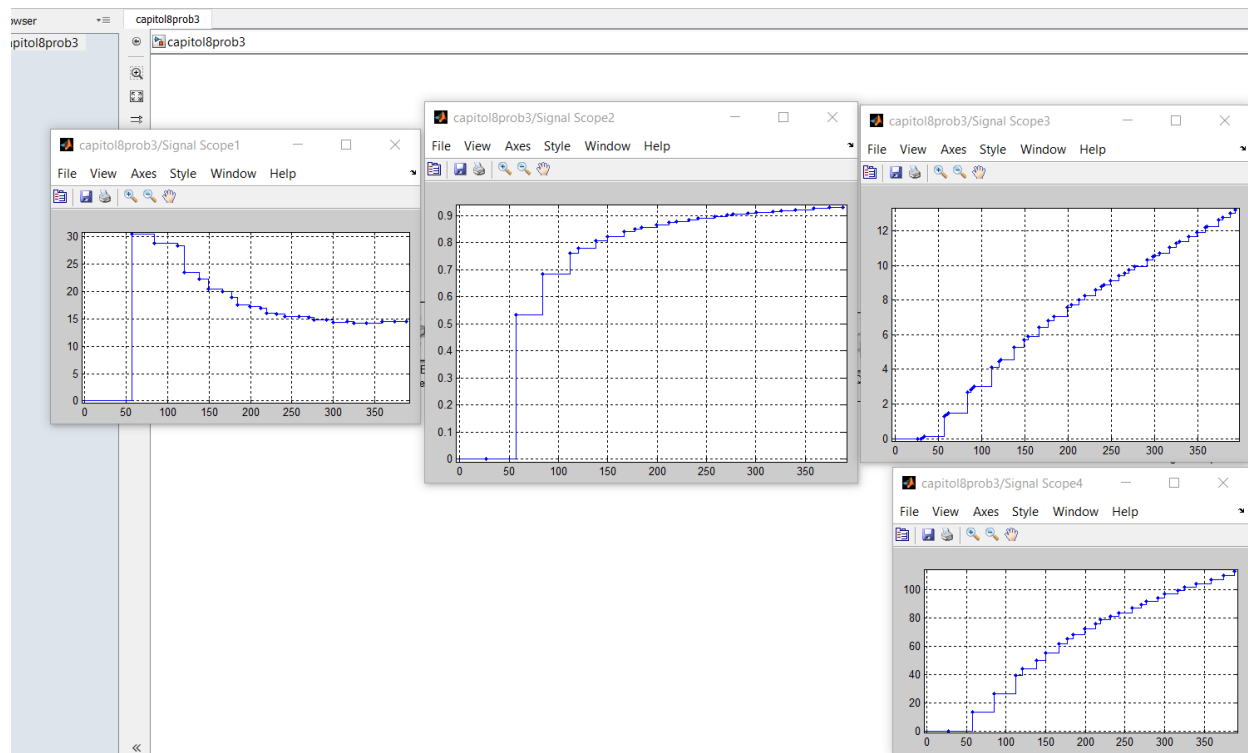 owser
capitol8prob3
apitol8prob3
capitol8prob3
capitol8prob3/Signal Scope1
File View Axes Style Window Help
30
25
20
15
10
5
0
0 50 100 150 200 250 300 350
capitol8prob3/Signal Scope2
File View Axes Style Window Help
0.9
0.8
0.7
0.6
0.5
0.4
0.3
0.2
0.1
0
0 50 100 150 200 250 300 350
capitol8prob3/Signal Scope3
File View Axes Style Window Help
12
10
8
6
4
2
0
0 50 100 150 200 250 300 350
capitol8prob3/Signal Scope4
File View Axes Style Window Help
100
80
60
40
20
0
0 50 100 150 200 250 300 350